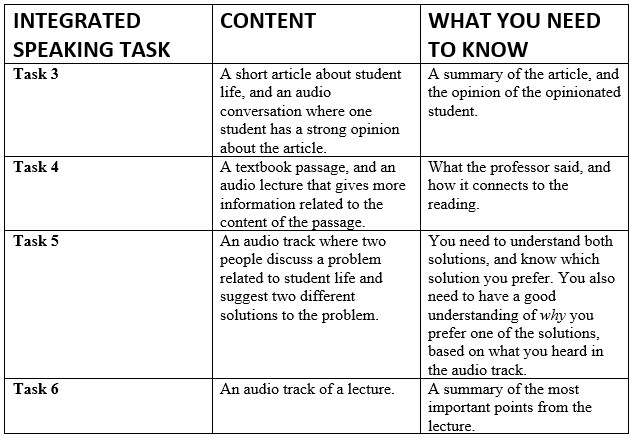 INTEGRATED
SPEAKING TASK
CONTENT
WHAT YOU NEED
TO KNOW
Task 3
A short article about student
life, and an audio
conversation where one
student has a strong opinion
about the article.
A summary of the article, and
the opinion of the opinionated
student.
Task 4
A textbook passage, and an
audio lecture that gives more
information related to the
content of the passage.
What the professor said, and
how it connects to the
reading.
Task 5
An audio track where two
people discuss a problem
related to student life and
suggest two different
solutions to the problem.
You need to understand both
solutions, and know which
solution you prefer. You also
need to have a good
understanding of why you
prefer one of the solutions,
based on what you heard in
the audio track.
Task 6
An audio track of a lecture.
A summary of the most
important points from the
lecture.